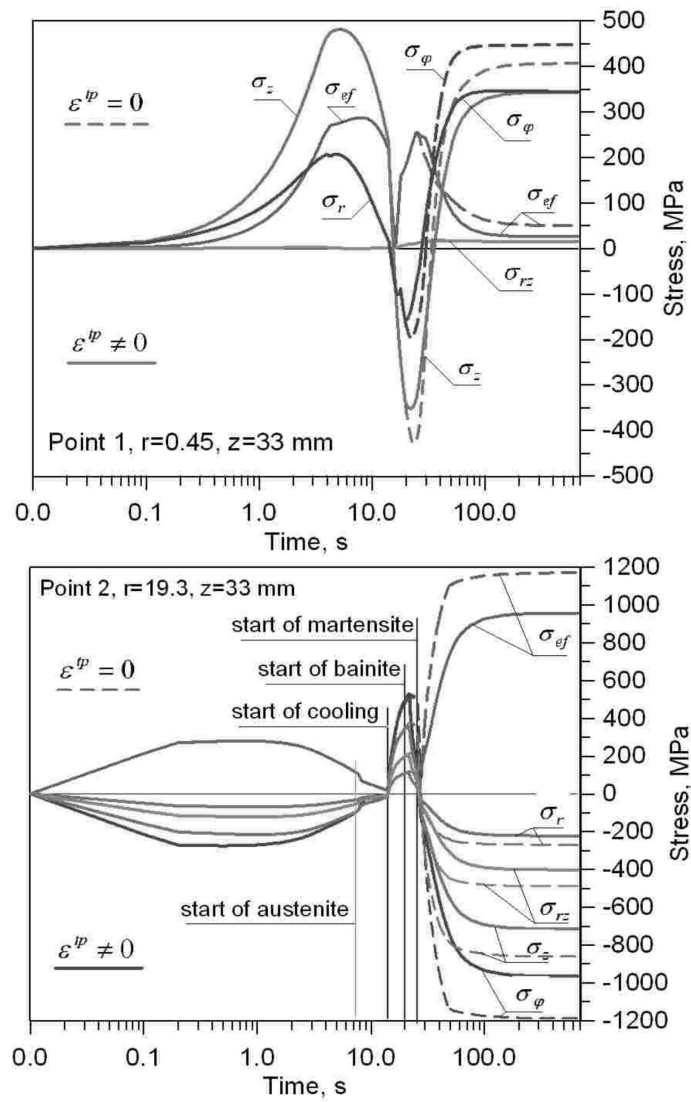 500
400
300
200
100
0
-100
-200
-300
-400
-500
Stress, MPa
σφ
σz
σef
ε^tp = 0
σφ
σr
σef
σrz
ε^tp ≠ 0
σz
Point 1, r=0.45, z=33 mm
0.0 0.1 1.0 10.0 100.0
Time, s
1200
1000
800
600
400
200
0
-200
-400
-600
-800
-1000
-1200
Stress, MPa
Point 2, r=19.3, z=33 mm
start of martensite
ε^tp = 0
σef
start of bainite
start of cooling
σr
start of austenite
σrz
σz
ε^tp ≠ 0
σφ
0.0 0.1 1.0 10.0 100.0
Time, s